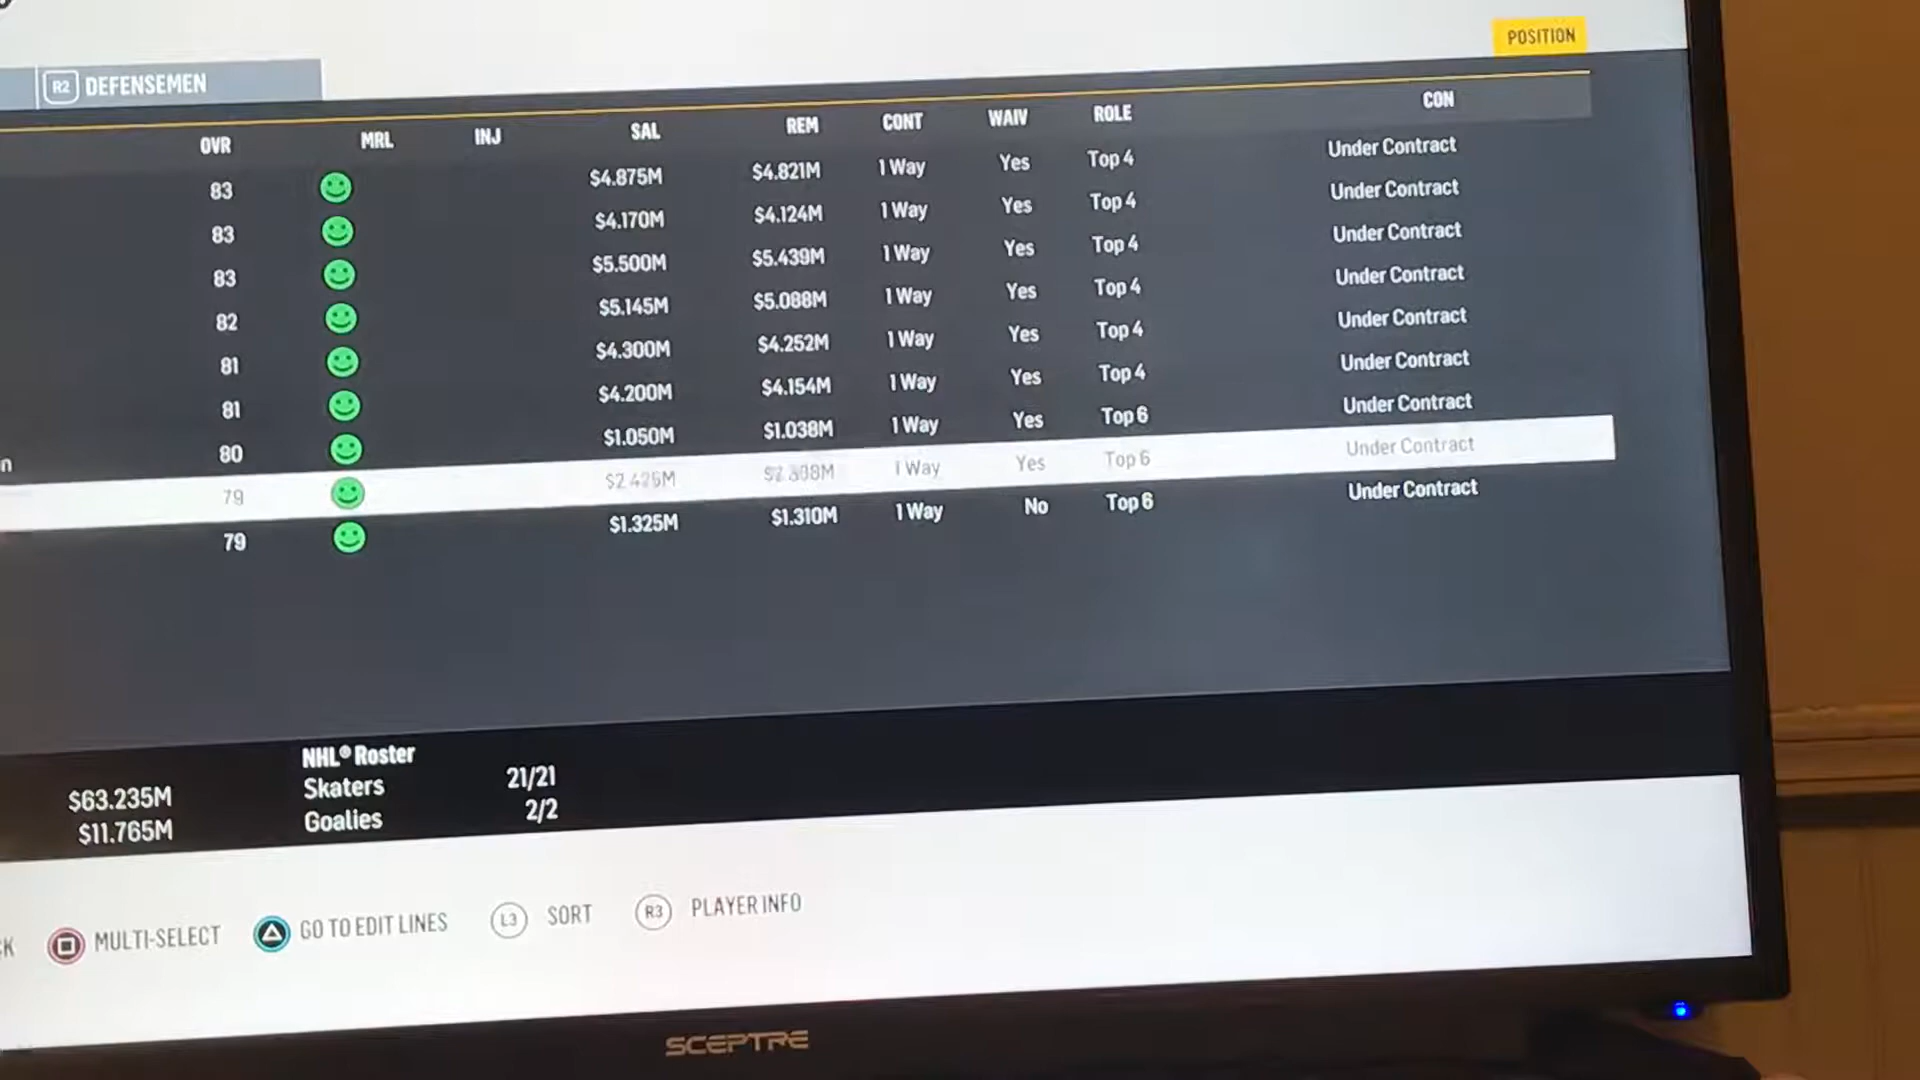 POSITION
R2 DEFENSEMEN
OVR MRL INJ SAL REM CONT WAIV ROLE CON
83 $4.875M $4.821M 1 Way Yes Top 4 Under Contract
83 $4.170M $4.124M 1 Way Yes Top 4 Under Contract
83 $5.500M $5.439M 1 Way Yes Top 4 Under Contract
82 $5.145M $5.088M 1 Way Yes Top 4 Under Contract
81 $4.300M $4.252M 1 Way Yes Top 4 Under Contract
81 $4.200M $4.154M 1 Way Yes Top 4 Under Contract
n 80 $1.050M $1.038M 1 Way Yes Top 6 Under Contract
79 1 Way Yes Top 6 Under Contract
79 $1.325M $1.310M 1 Way No Top 6 Under Contract
NHL® Roster
$63.235M Skaters 21/21
$11.765M Goalies 2/2
CK MULTI-SELECT GO TO EDIT LINES L3 SORT R3 PLAYER INFO
SCEPTRE